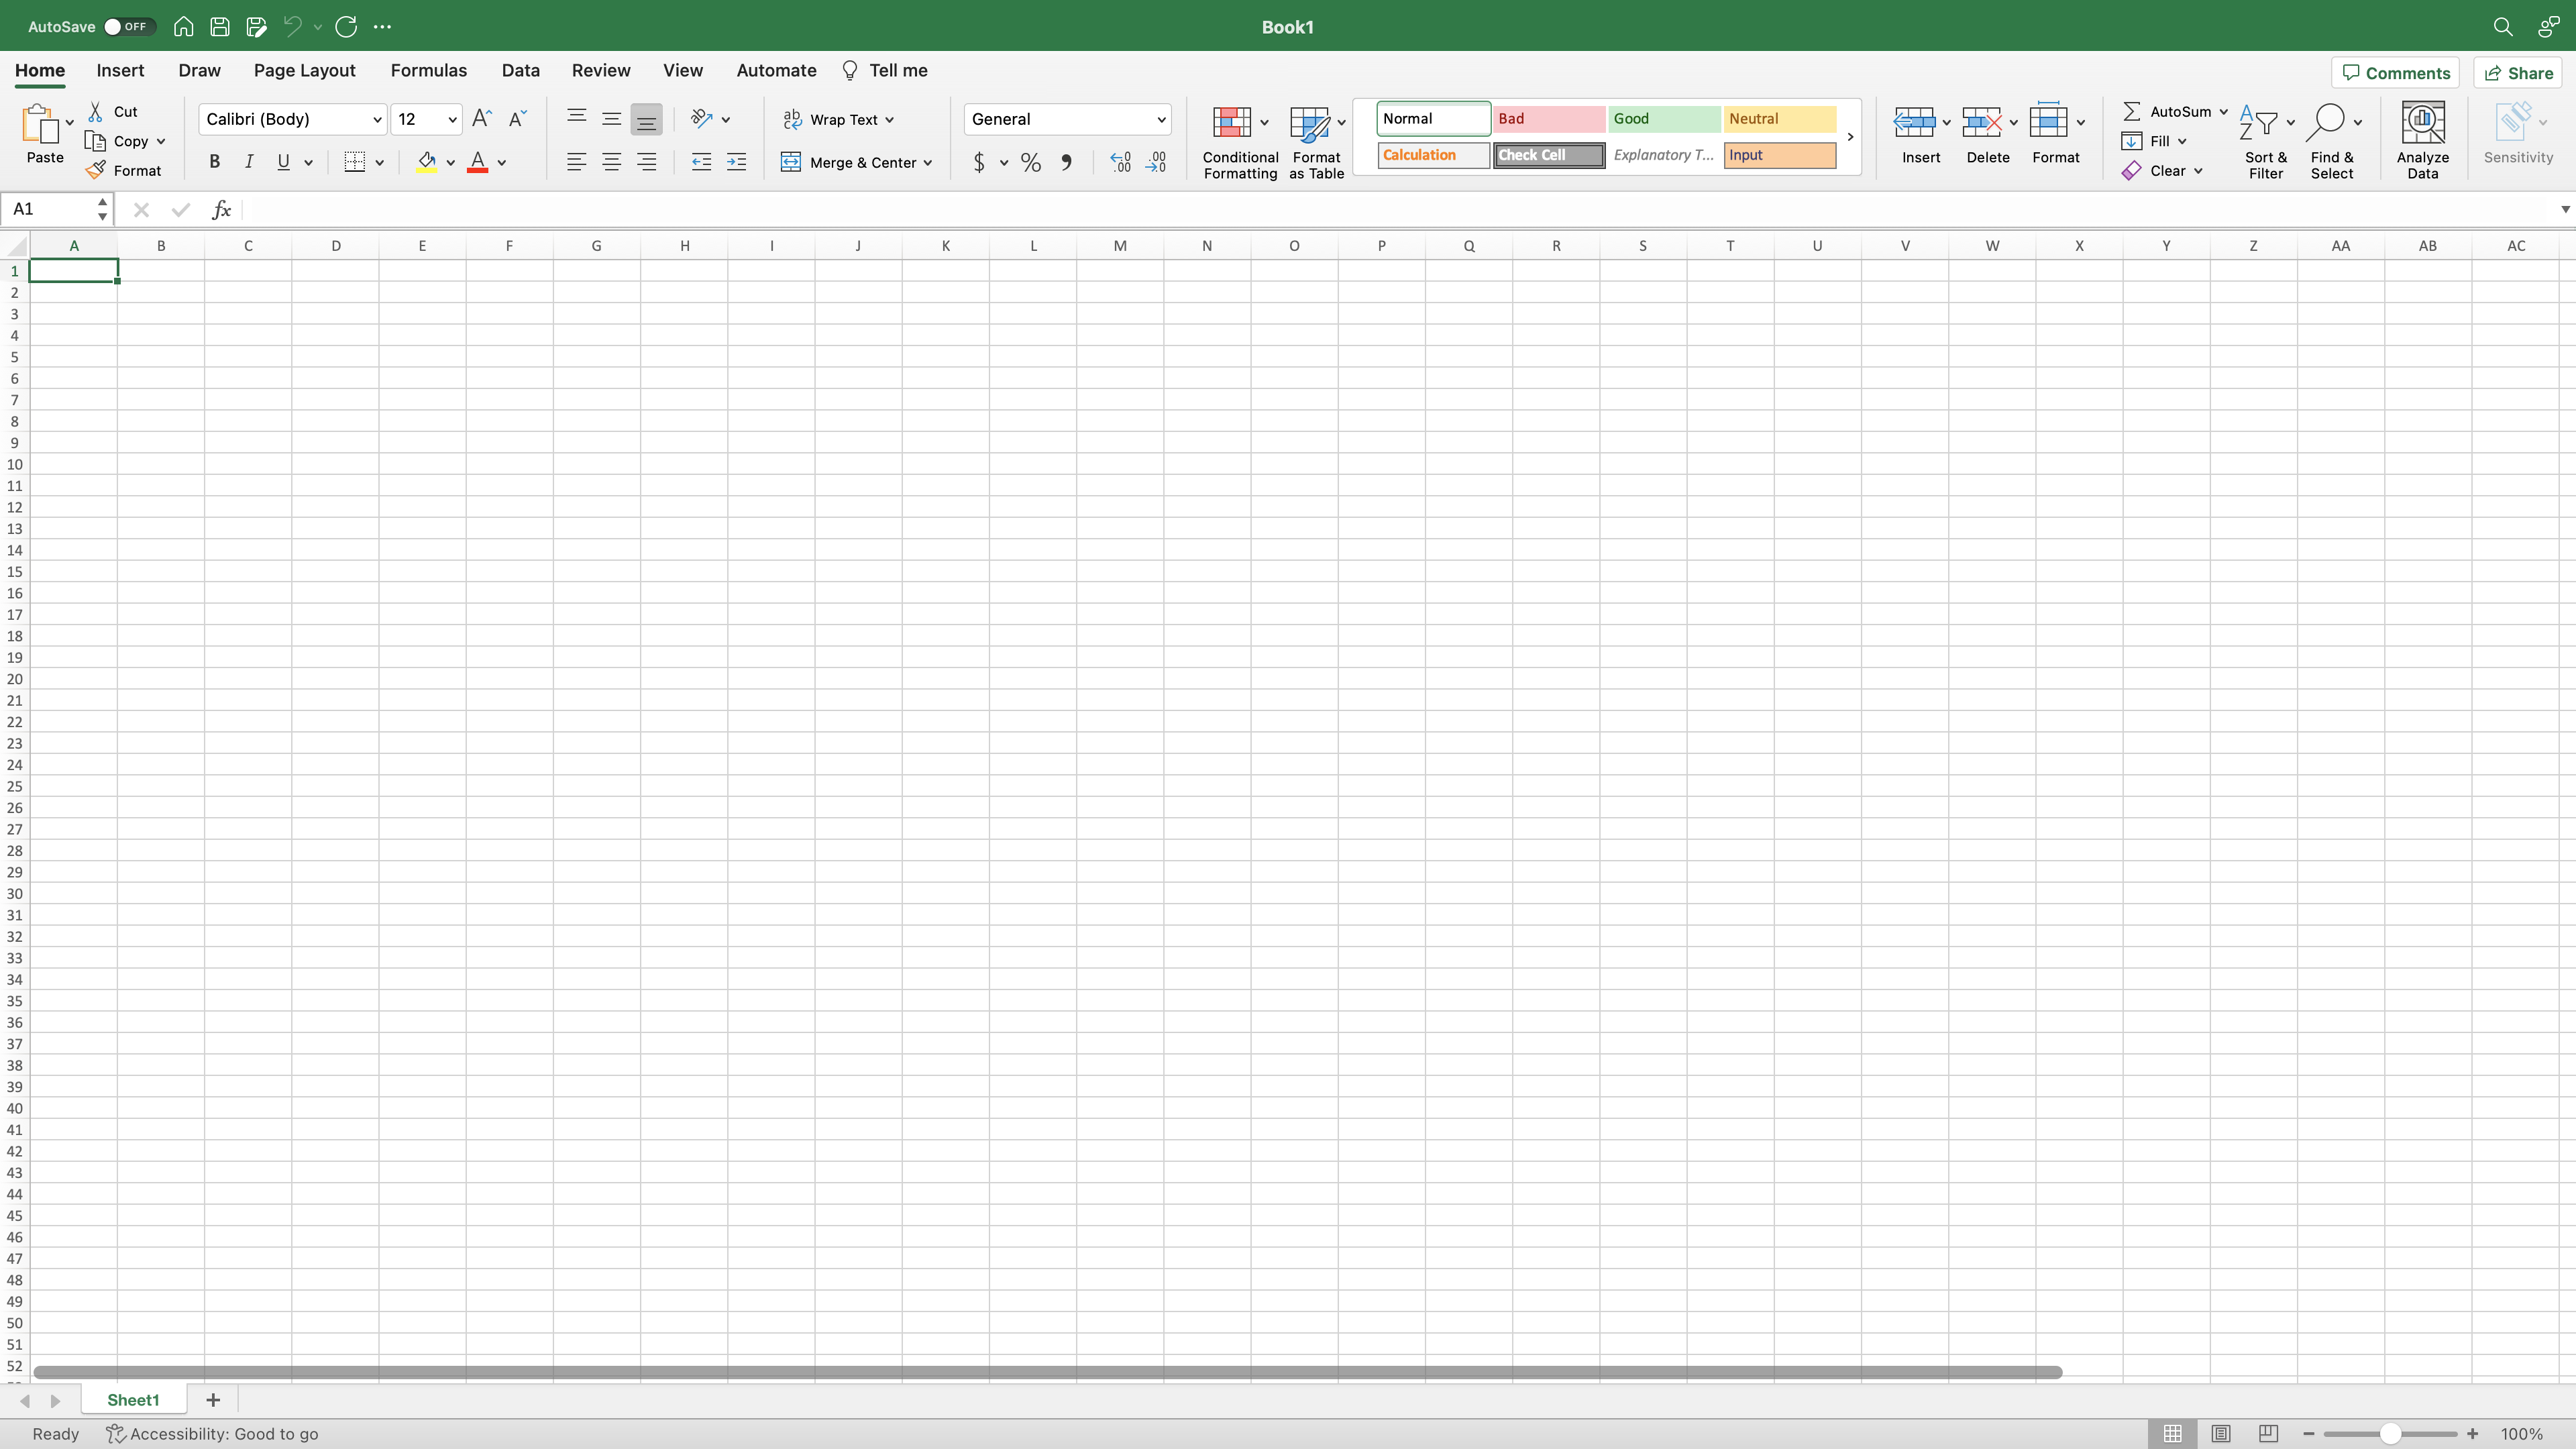 AutoSave OFF Book1
Home Insert Draw Page Layout Formulas Data Review View Automate Tell me Comments Share
Paste Cut Copy Format
Calibri (Body) 12
B I U A
Wrap Text
Merge & Center
General
$ % 9
Conditional Formatting
Format as Table
Normal Bad Good Neutral
Calculation Check Cell Explanatory T... Input
Insert Delete Format
AutoSum
Fill
Clear
Sort & Filter
Find & Select
Analyze Data
Sensitivity
A1 fx
A B C D E F G H I J K L M N O P Q R S T U V W X Y Z AA AB AC
1
2
3
4
5
6
7
8
9
10
11
12
13
14
15
16
17
18
19
20
21
22
23
24
25
26
27
28
29
30
31
32
33
34
35
36
37
38
39
40
41
42
43
44
45
46
47
48
49
50
51
52
Sheet1 +
Ready Accessibility: Good to go 100%